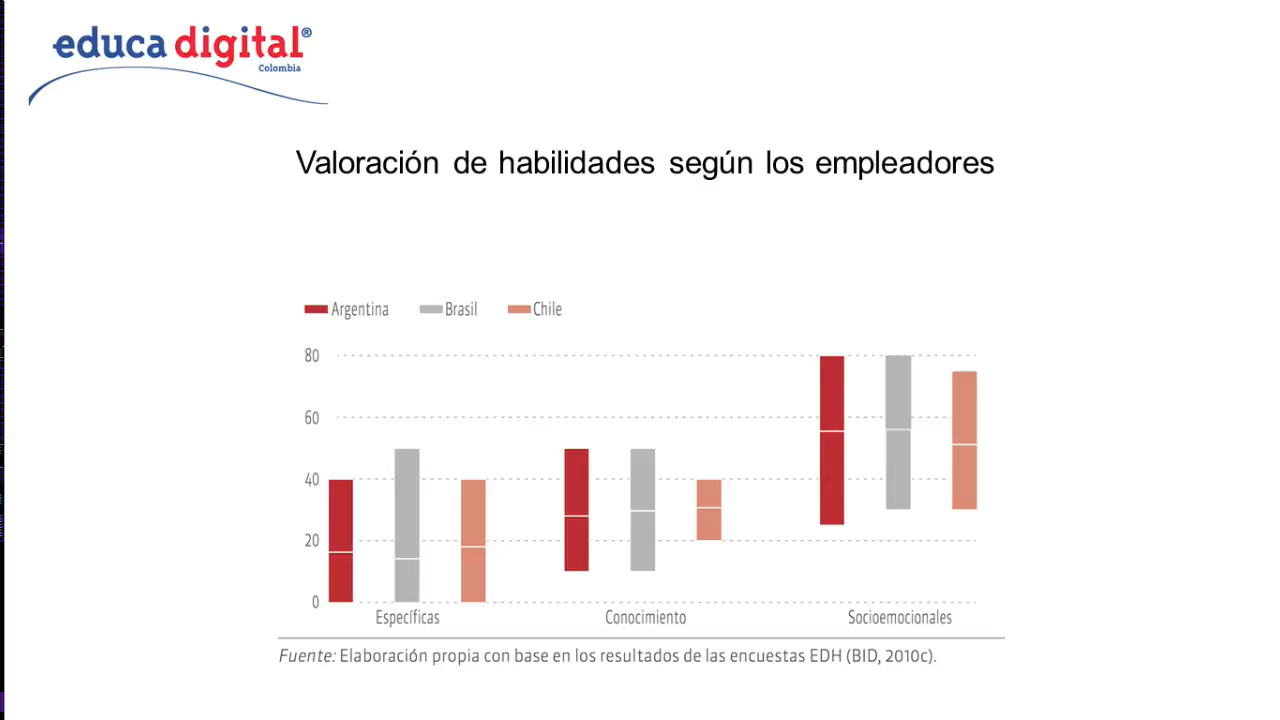 educa digital®
Colombia
Valoración de habilidades según los empleadores
Argentina Brasil Chile
80
60
40
20
0
Específicas Conocimiento Socioemocionales
Fuente: Elaboración propia con base en los resultados de las encuestas EDH (BID, 2010c).